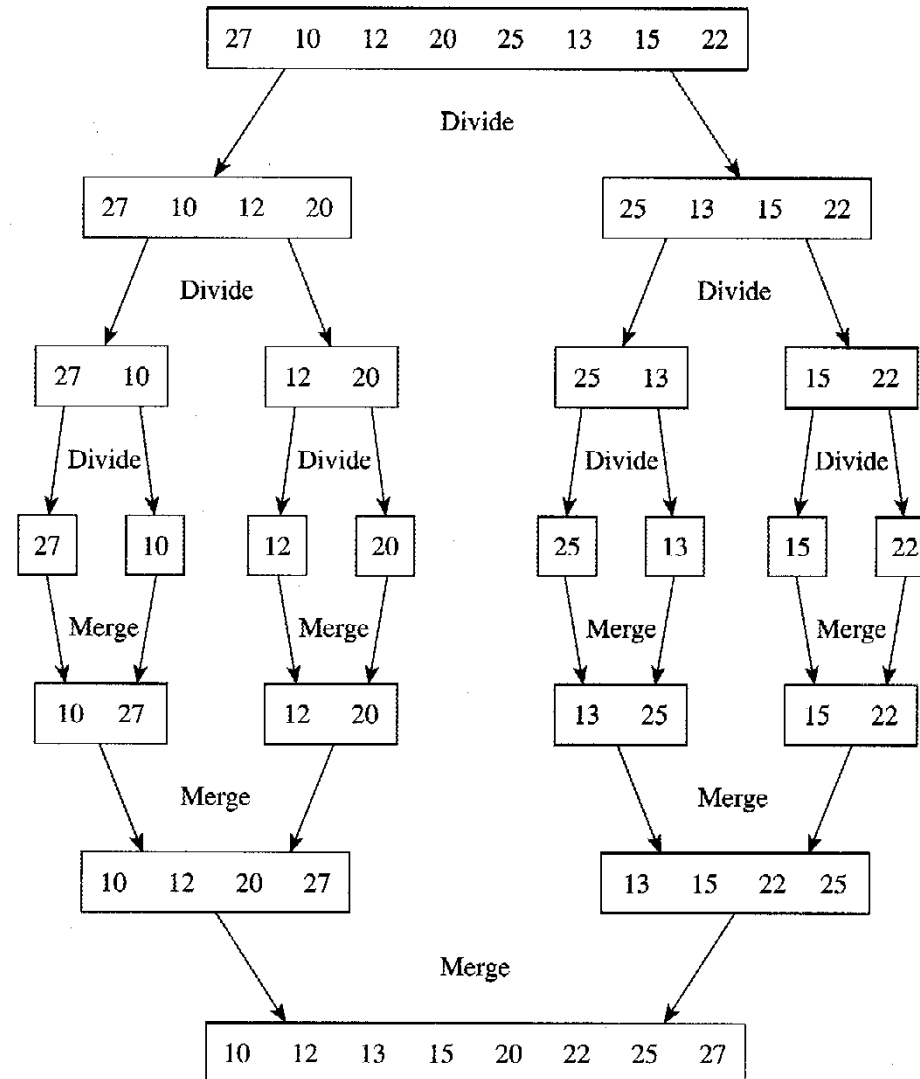 27 10 12 20 25 13 15 22
Divide
27 10 12 20 25 13 15 22
Divide Divide
27 10 12 20 25 13 15 22
Divide Divide Divide Divide
27 10 12 20 25 13 15 22
Merge Merge Merge Merge
10 27 12 20 13 25 15 22
Merge Merge
10 12 20 27 13 15 22 25
Merge
10 12 13 15 20 22 25 27